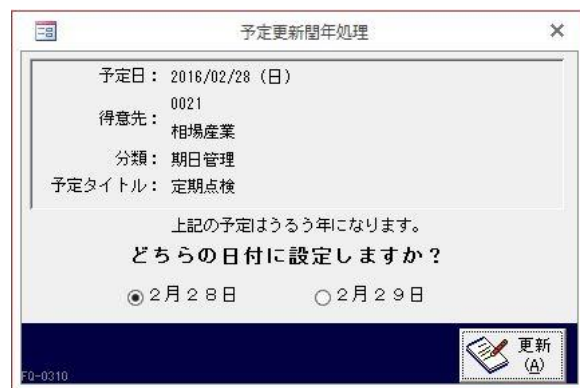 予定更新閏年処理
予定日： 2016/02/28 (日)
得意先： 0021
相場産業
分類： 期日管理
予定タイトル： 定期点検
上記の予定はうるう年になります。
どちらの日付に設定しますか？
２月２８日 ２月２９日
更新
(A)
FQ-0310